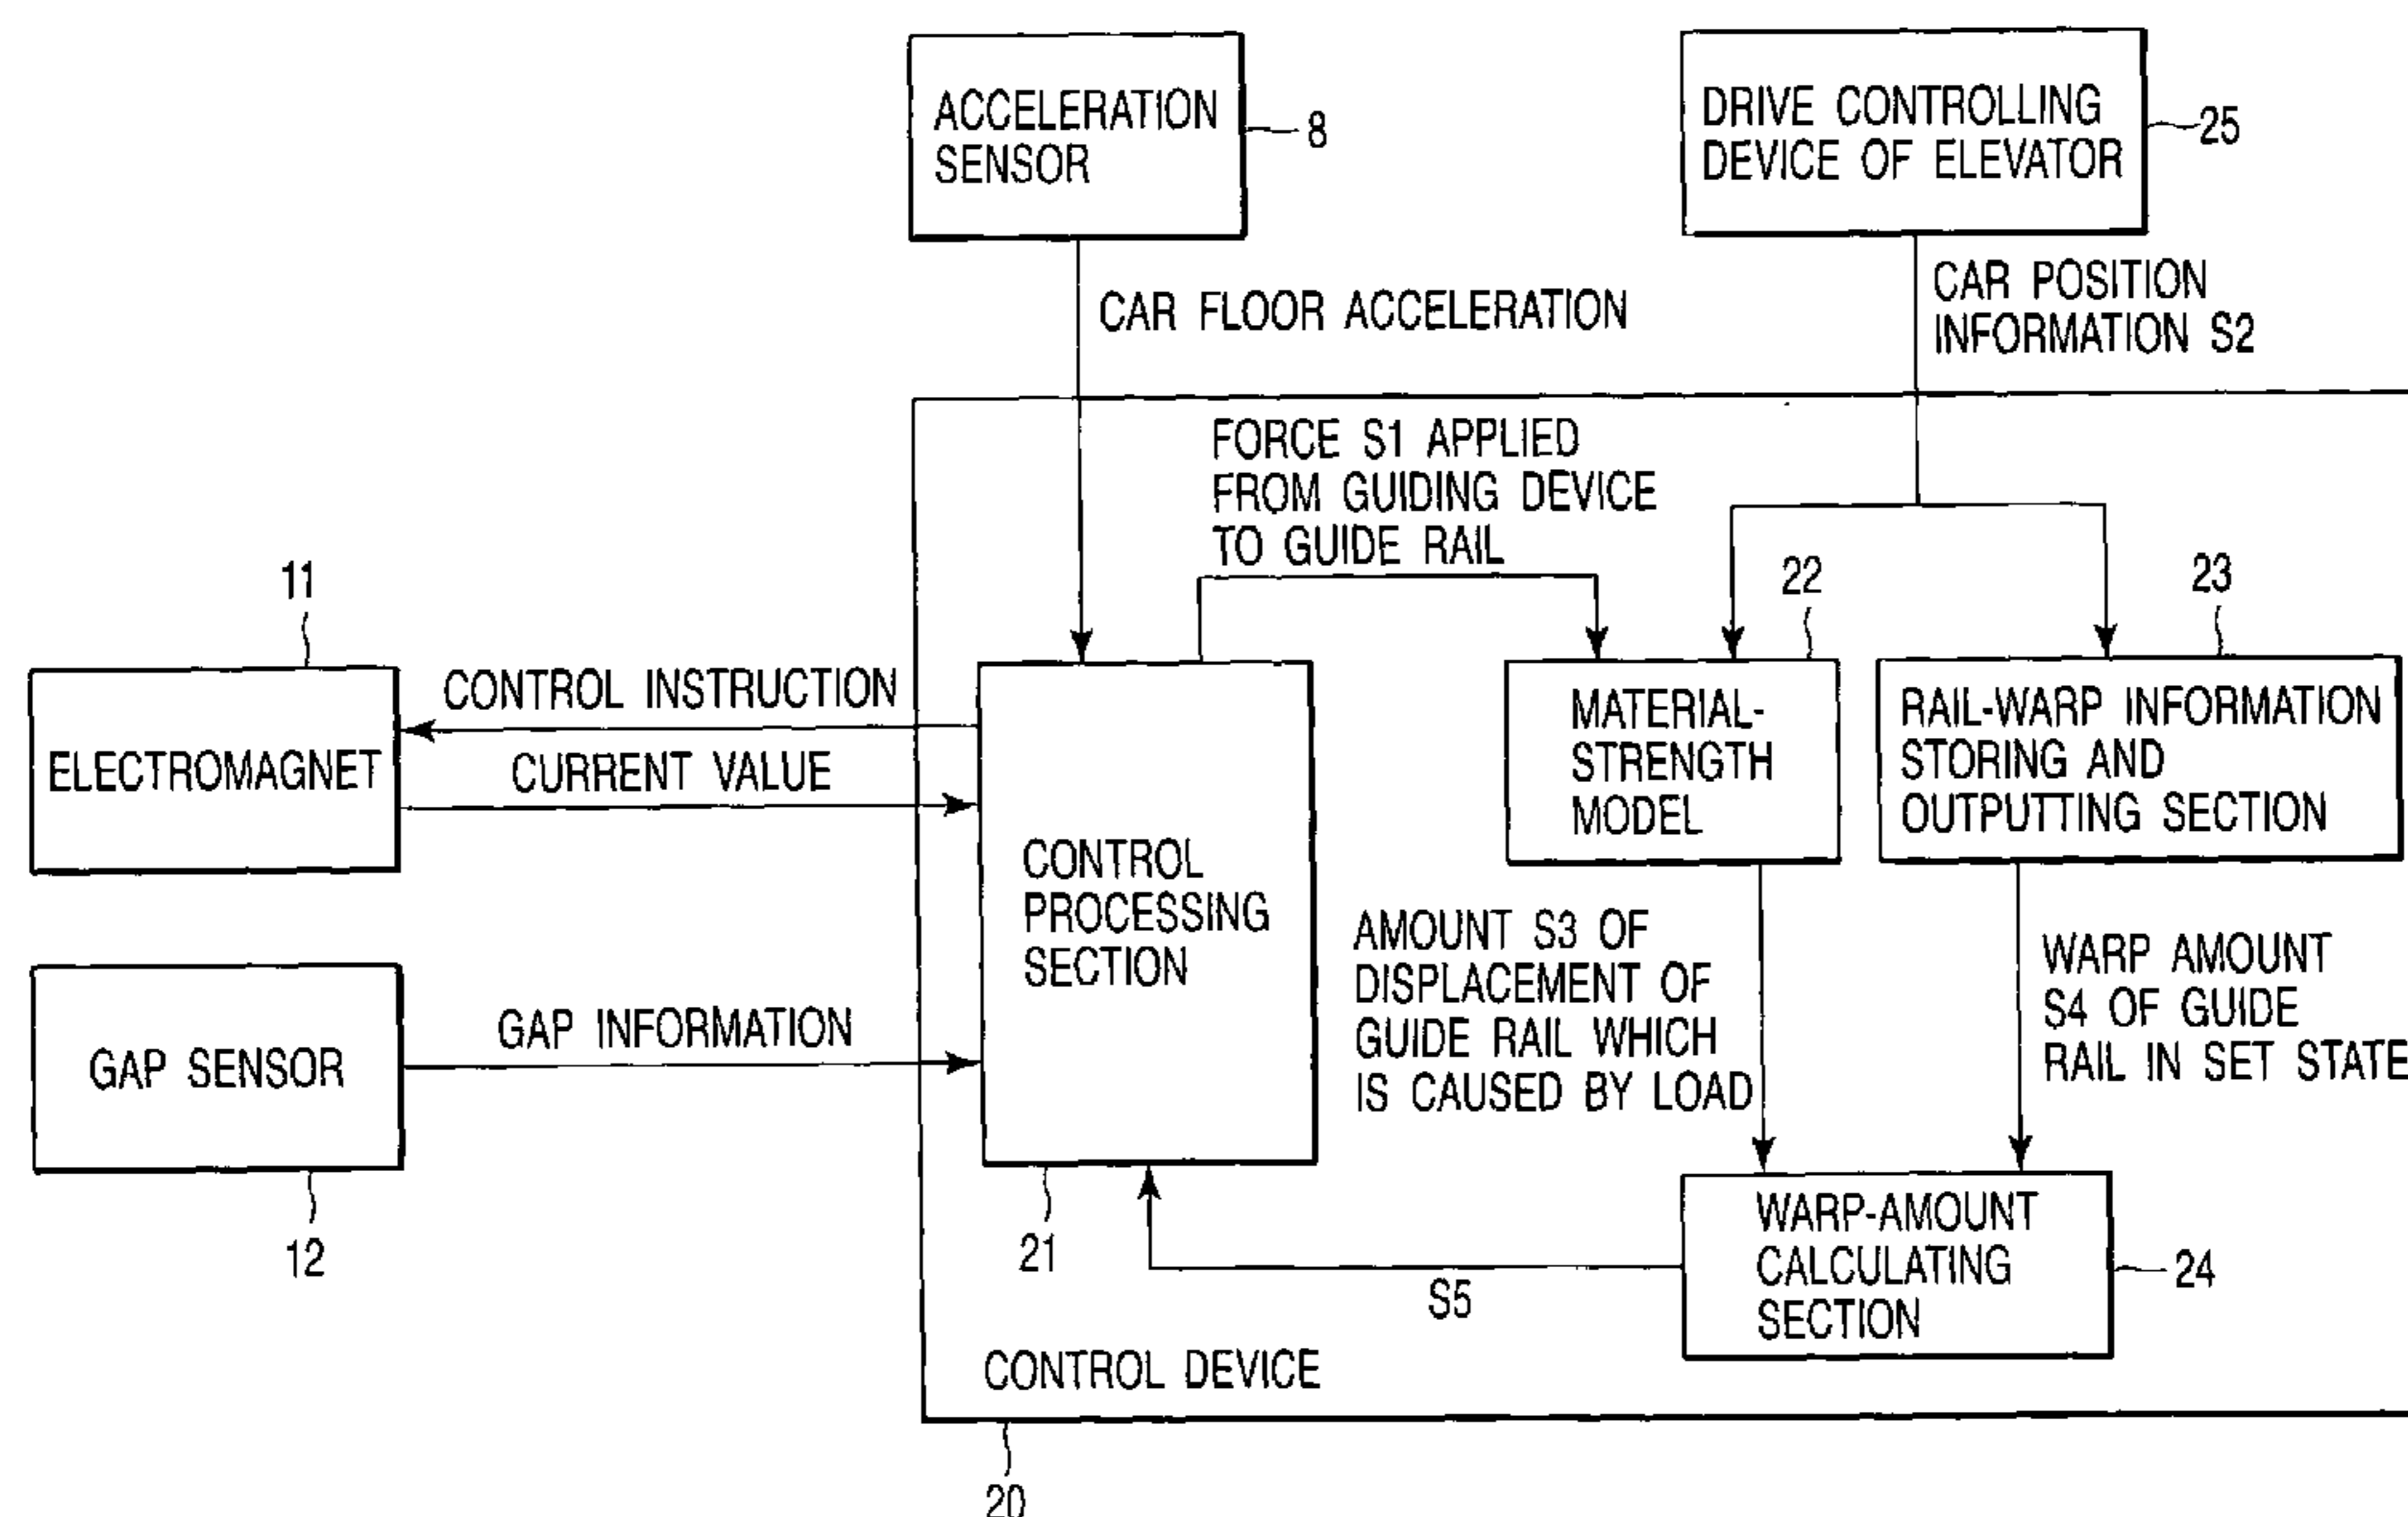 ACCELERATION
SENSOR
8
DRIVE CONTROLLING
DEVICE OF ELEVATOR
25
CAR FLOOR ACCELERATION
CAR POSITION
INFORMATION S2
FORCE S1 APPLIED
FROM GUIDING DEVICE
TO GUIDE RAIL
11
22
23
ELECTROMAGNET
CONTROL INSTRUCTION
CURRENT VALUE
CONTROL
PROCESSING
SECTION
MATERIAL-
STRENGTH
MODEL
RAIL-WARP INFORMATION
STORING AND
OUTPUTTING SECTION
GAP SENSOR
12
GAP INFORMATION
21
AMOUNT S3 OF
DISPLACEMENT OF
GUIDE RAIL WHICH
IS CAUSED BY LOAD
WARP AMOUNT
S4 OF GUIDE
RAIL IN SET STATE
WARP-AMOUNT
CALCULATING
SECTION
24
S5
CONTROL DEVICE
20